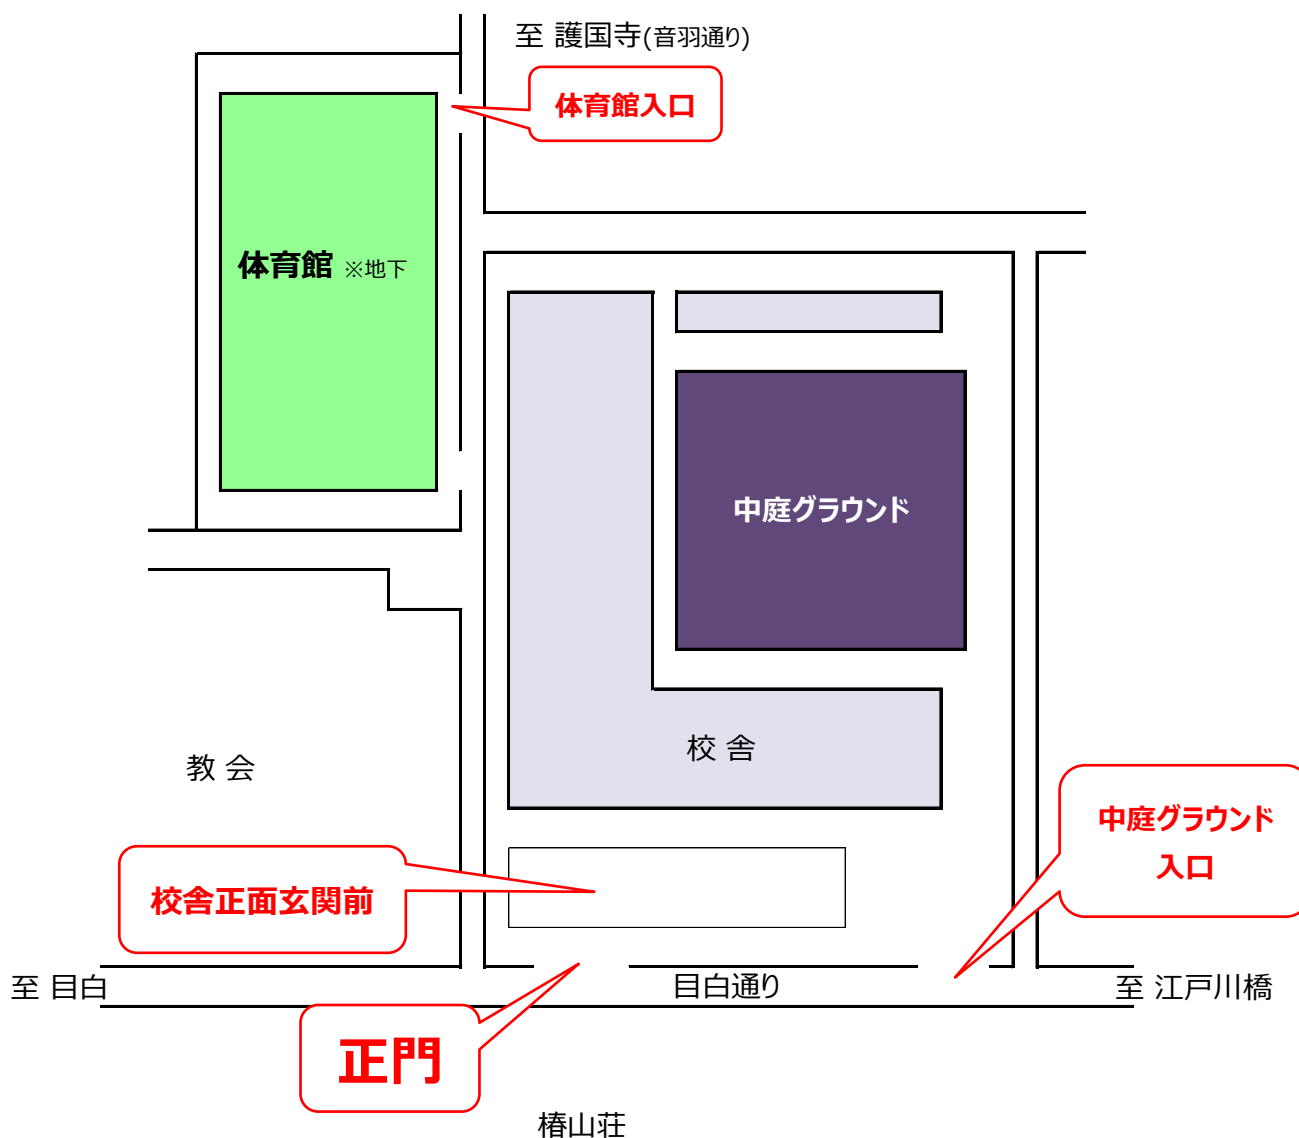 至 護国寺(音羽通り)
体育館入口
体育館 ※地下
中庭グラウンド
校 舎
教 会
中庭グラウンド
入口
校舎正面玄関前
至 目白
目白通り
至 江戸川橋
正門
椿山荘